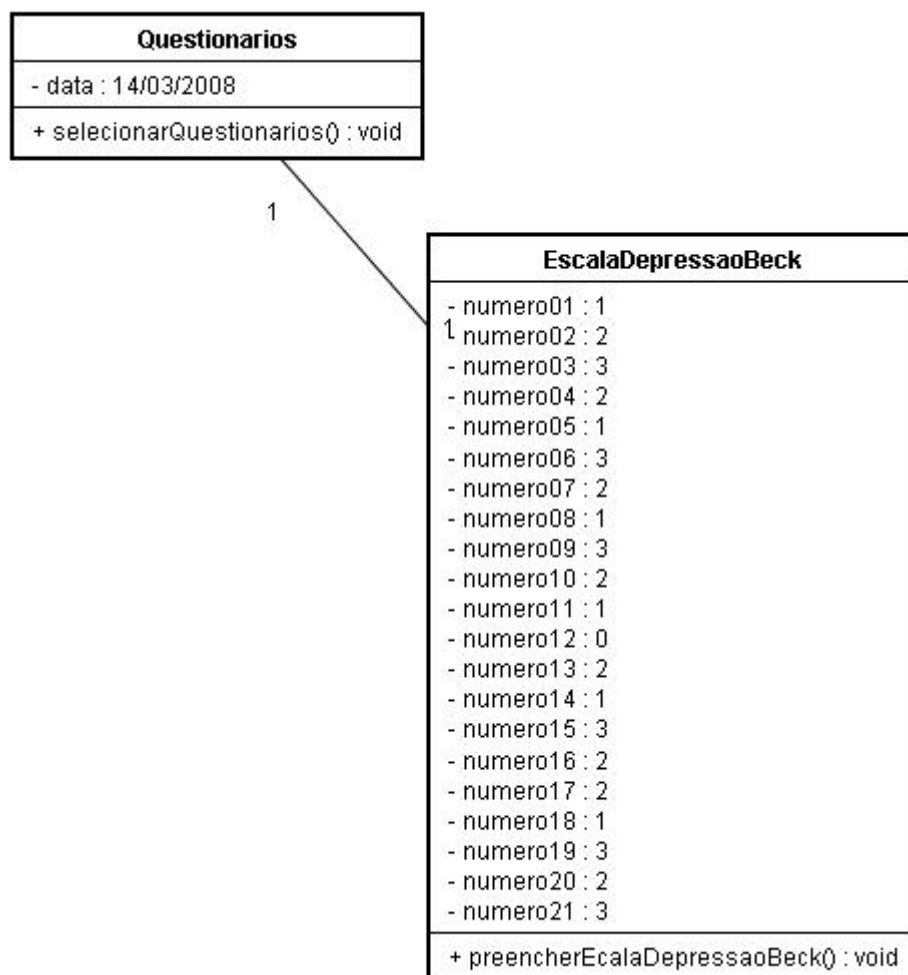 Questionarios
- data : 14/03/2008
+ selecionarQuestionarios() : void
1
EscalaDepressaoBeck
- numero01 : 1
1
- numero02 : 2
- numero03 : 3
- numero04 : 2
- numero05 : 1
- numero06 : 3
- numero07 : 2
- numero08 : 1
- numero09 : 3
- numero10 : 2
- numero11 : 1
- numero12 : 0
- numero13 : 2
- numero14 : 1
- numero15 : 3
- numero16 : 2
- numero17 : 2
- numero18 : 1
- numero19 : 3
- numero20 : 2
- numero21 : 3
+ preencherEcalaDepressaoBeck() : void